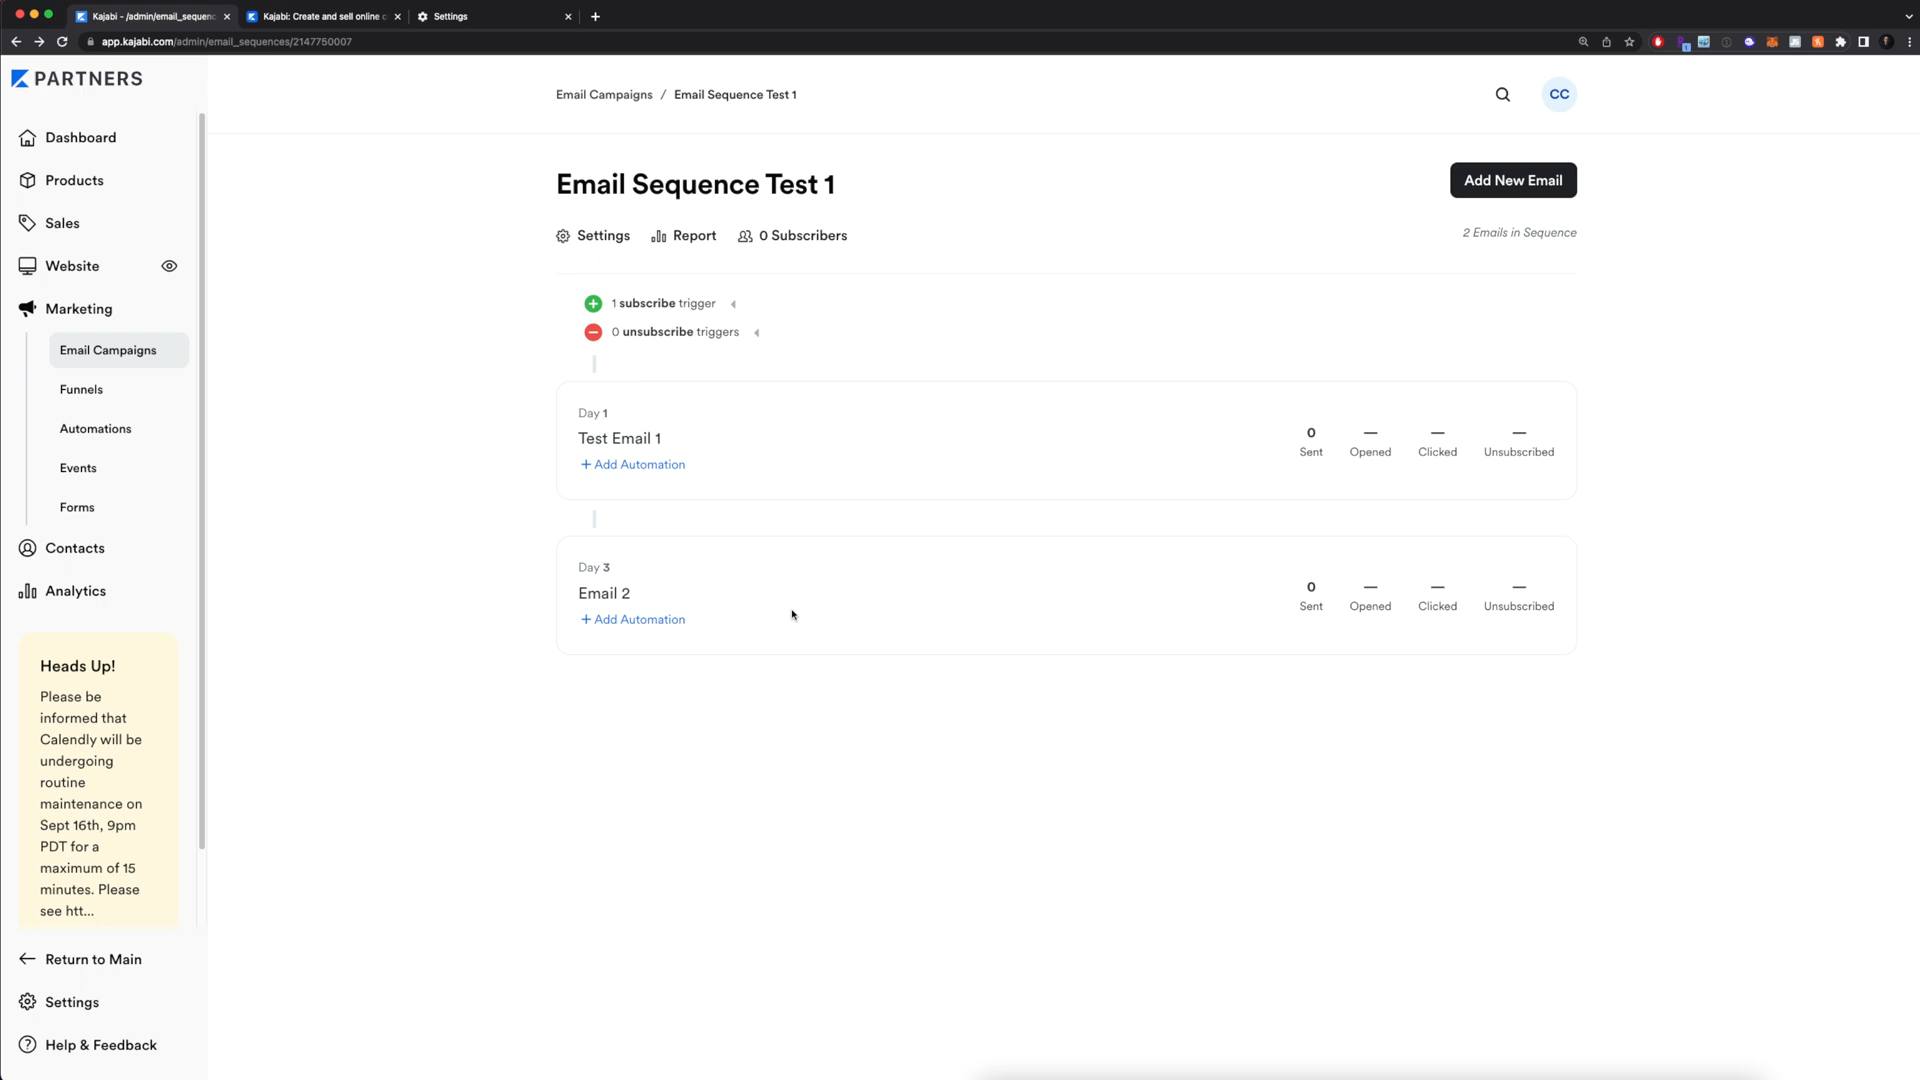 Kajabi - /admin/email_sequenc
Kajabi: Create and sell online c
Settings
app.kajabi.com/admin/email_sequences/2147750007
PARTNERS
Dashboard
Products
Sales
Website
Marketing
Email Campaigns
Funnels
Automations
Events
Forms
Contacts
Analytics
Heads Up!
Please be
informed that
Calendly will be
undergoing
routine
maintenance on
Sept 16th, 9pm
PDT for a
maximum of 15
minutes. Please
see htt...
Return to Main
Settings
Help & Feedback
Email Campaigns / Email Sequence Test 1
CC
Email Sequence Test 1
Add New Email
Settings Report 0 Subscribers
2 Emails in Sequence
1 subscribe trigger
0 unsubscribe triggers
Day 1
Test Email 1
+ Add Automation
0 — — —
Sent Opened Clicked Unsubscribed
Day 3
Email 2
+ Add Automation
0 — — —
Sent Opened Clicked Unsubscribed